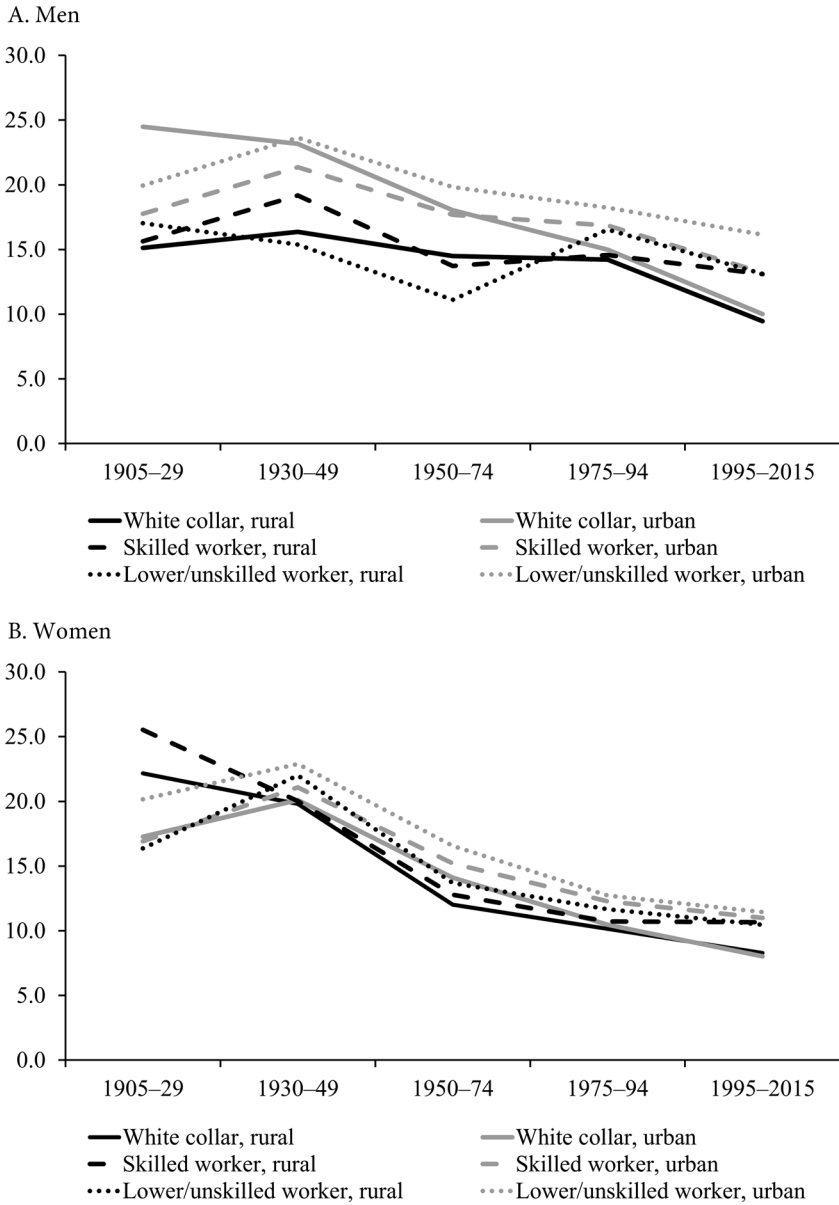 A. Men
30.0
25.0
20.0
15.0
10.0
5.0
0.0
1905–29 1930–49 1950–74 1975–94 1995–2015
White collar, rural White collar, urban
Skilled worker, rural Skilled worker, urban
Lower/unskilled worker, rural Lower/unskilled worker, urban
B. Women
30.0
25.0
20.0
15.0
10.0
5.0
0.0
1905–29 1930–49 1950–74 1975–94 1995–2015
White collar, rural White collar, urban
Skilled worker, rural Skilled worker, urban
Lower/unskilled worker, rural Lower/unskilled worker, urban